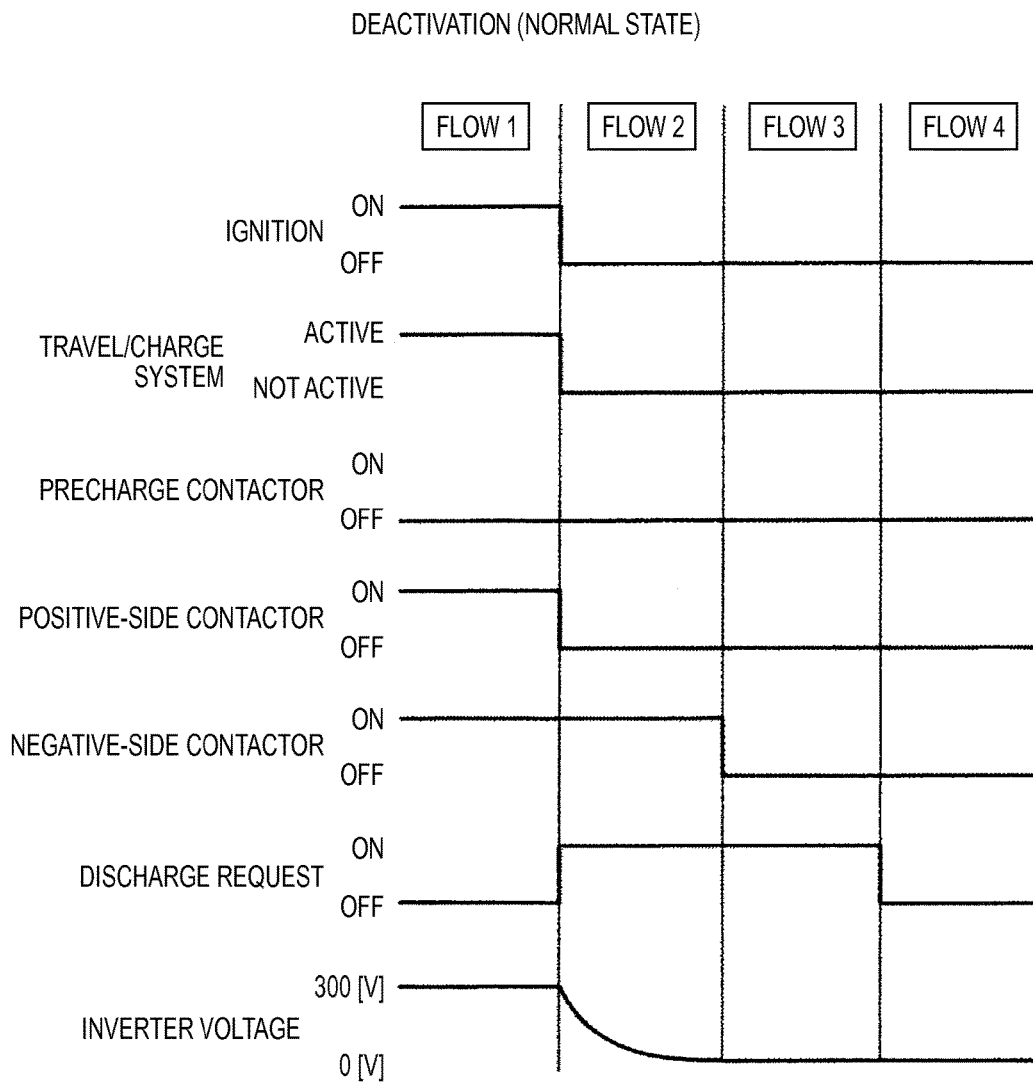 DEACTIVATION (NORMAL STATE)
FLOW 1
FLOW 2
FLOW 3
FLOW 4
IGNITION
ON
OFF
TRAVEL/CHARGE
SYSTEM
ACTIVE
NOT ACTIVE
PRECHARGE CONTACTOR
ON
OFF
POSITIVE-SIDE CONTACTOR
ON
OFF
NEGATIVE-SIDE CONTACTOR
ON
OFF
DISCHARGE REQUEST
ON
OFF
INVERTER VOLTAGE
300 [V]
0 [V]